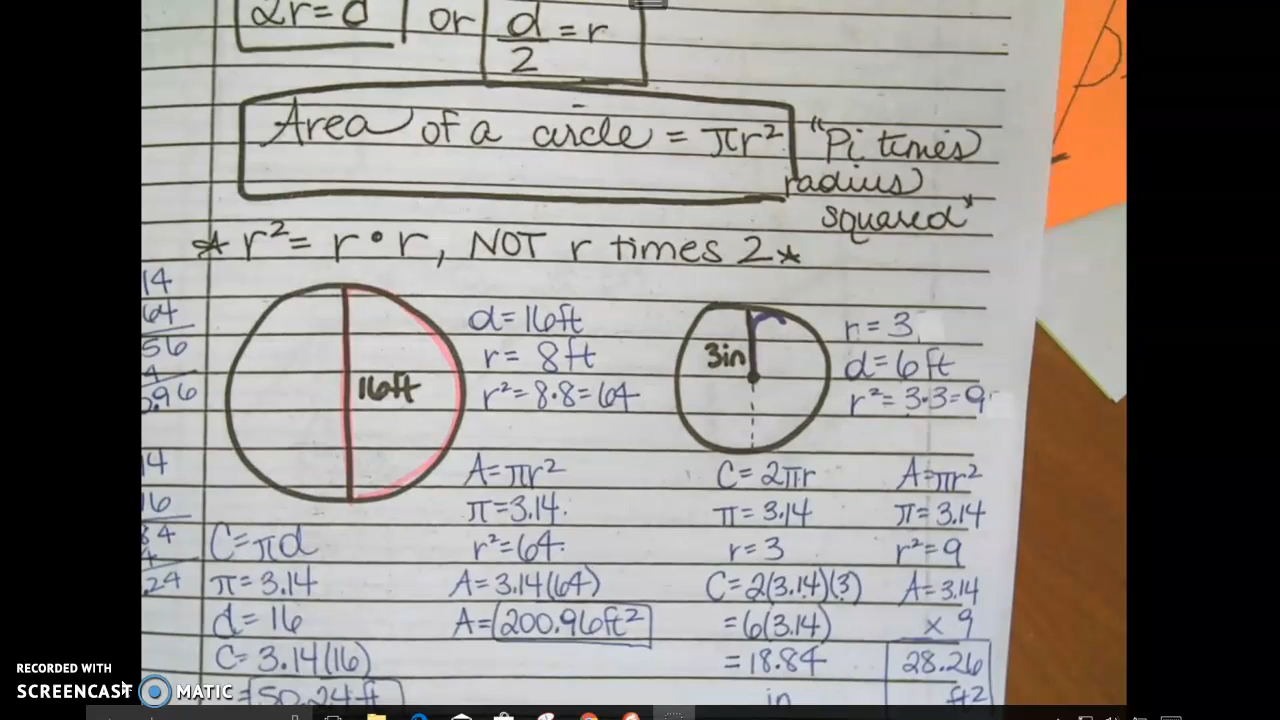 2r=d or d/2 =r
Area of a circle = πr² "Pi times
radius
squared"
* r² = r • r, NOT r times 2 *
14
64
56
.96
14
16
84
.24
16ft
d=16ft
r = 8ft
r²=8·8=64
A=πr²
π=3.14.
r²=64.
A=3.14(64)
A=200.96ft²
C=πd
π=3.14
d=16
C=3.14(16)
=50.24ft
3in
r=3
d=6ft
r²=3·3=9
C=2πr
π=3.14
r=3
C=2(3.14)(3)
=6(3.14)
=18.84
in
A=πr²
π=3.14
r²=9
A=3.14
x 9
28.26
ft2
RECORDED WITH
SCREENCAST MATIC